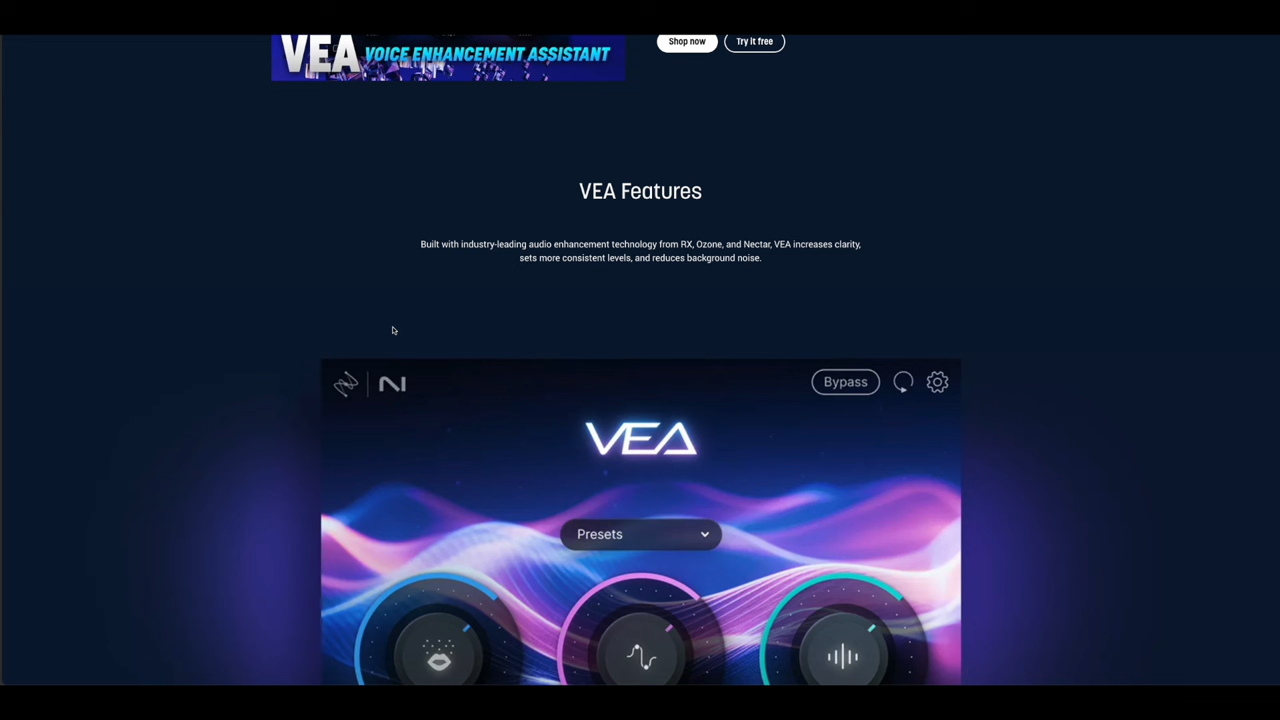 VEA VOICE ENHANCEMENT ASSISTANT
Shop now
Try it free
VEA Features
Built with industry-leading audio enhancement technology from RX, Ozone, and Nectar, VEA increases clarity,
sets more consistent levels, and reduces background noise.
Bypass
VEA
Presets